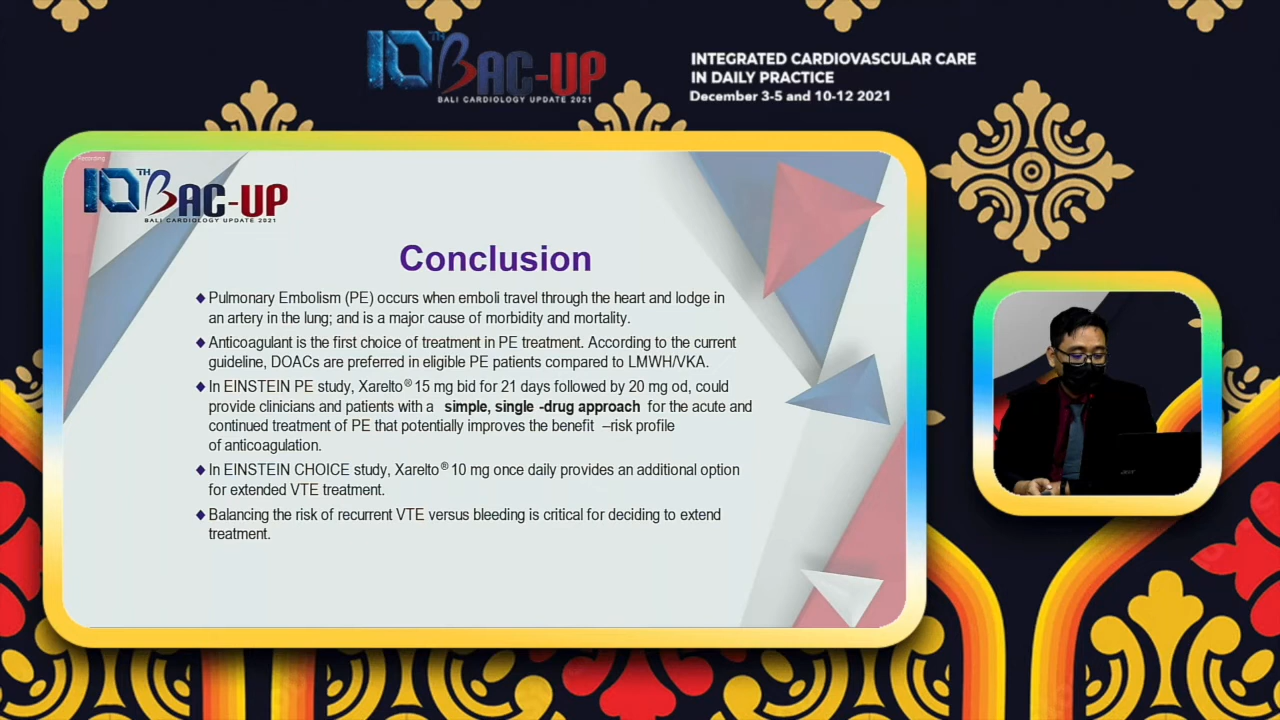 10TH BAC-UP
BALI CARDIOLOGY UPDATE 2021
INTEGRATED CARDIOVASCULAR CARE
IN DAILY PRACTICE
December 3-5 and 10-12 2021
Recording
10TH BAC-UP
BALI CARDIOLOGY UPDATE 2021
Conclusion
♦Pulmonary Embolism (PE) occurs when emboli travel through the heart and lodge in
an artery in the lung; and is a major cause of morbidity and mortality.
♦Anticoagulant is the first choice of treatment in PE treatment. According to the current
guideline, DOACs are preferred in eligible PE patients compared to LMWH/VKA.
♦In EINSTEIN PE study, Xarelto® 15 mg bid for 21 days followed by 20 mg od, could
provide clinicians and patients with a simple, single -drug approach for the acute and
continued treatment of PE that potentially improves the benefit –risk profile
of anticoagulation.
♦In EINSTEIN CHOICE study, Xarelto® 10 mg once daily provides an additional option
for extended VTE treatment.
♦Balancing the risk of recurrent VTE versus bleeding is critical for deciding to extend
treatment.
acer